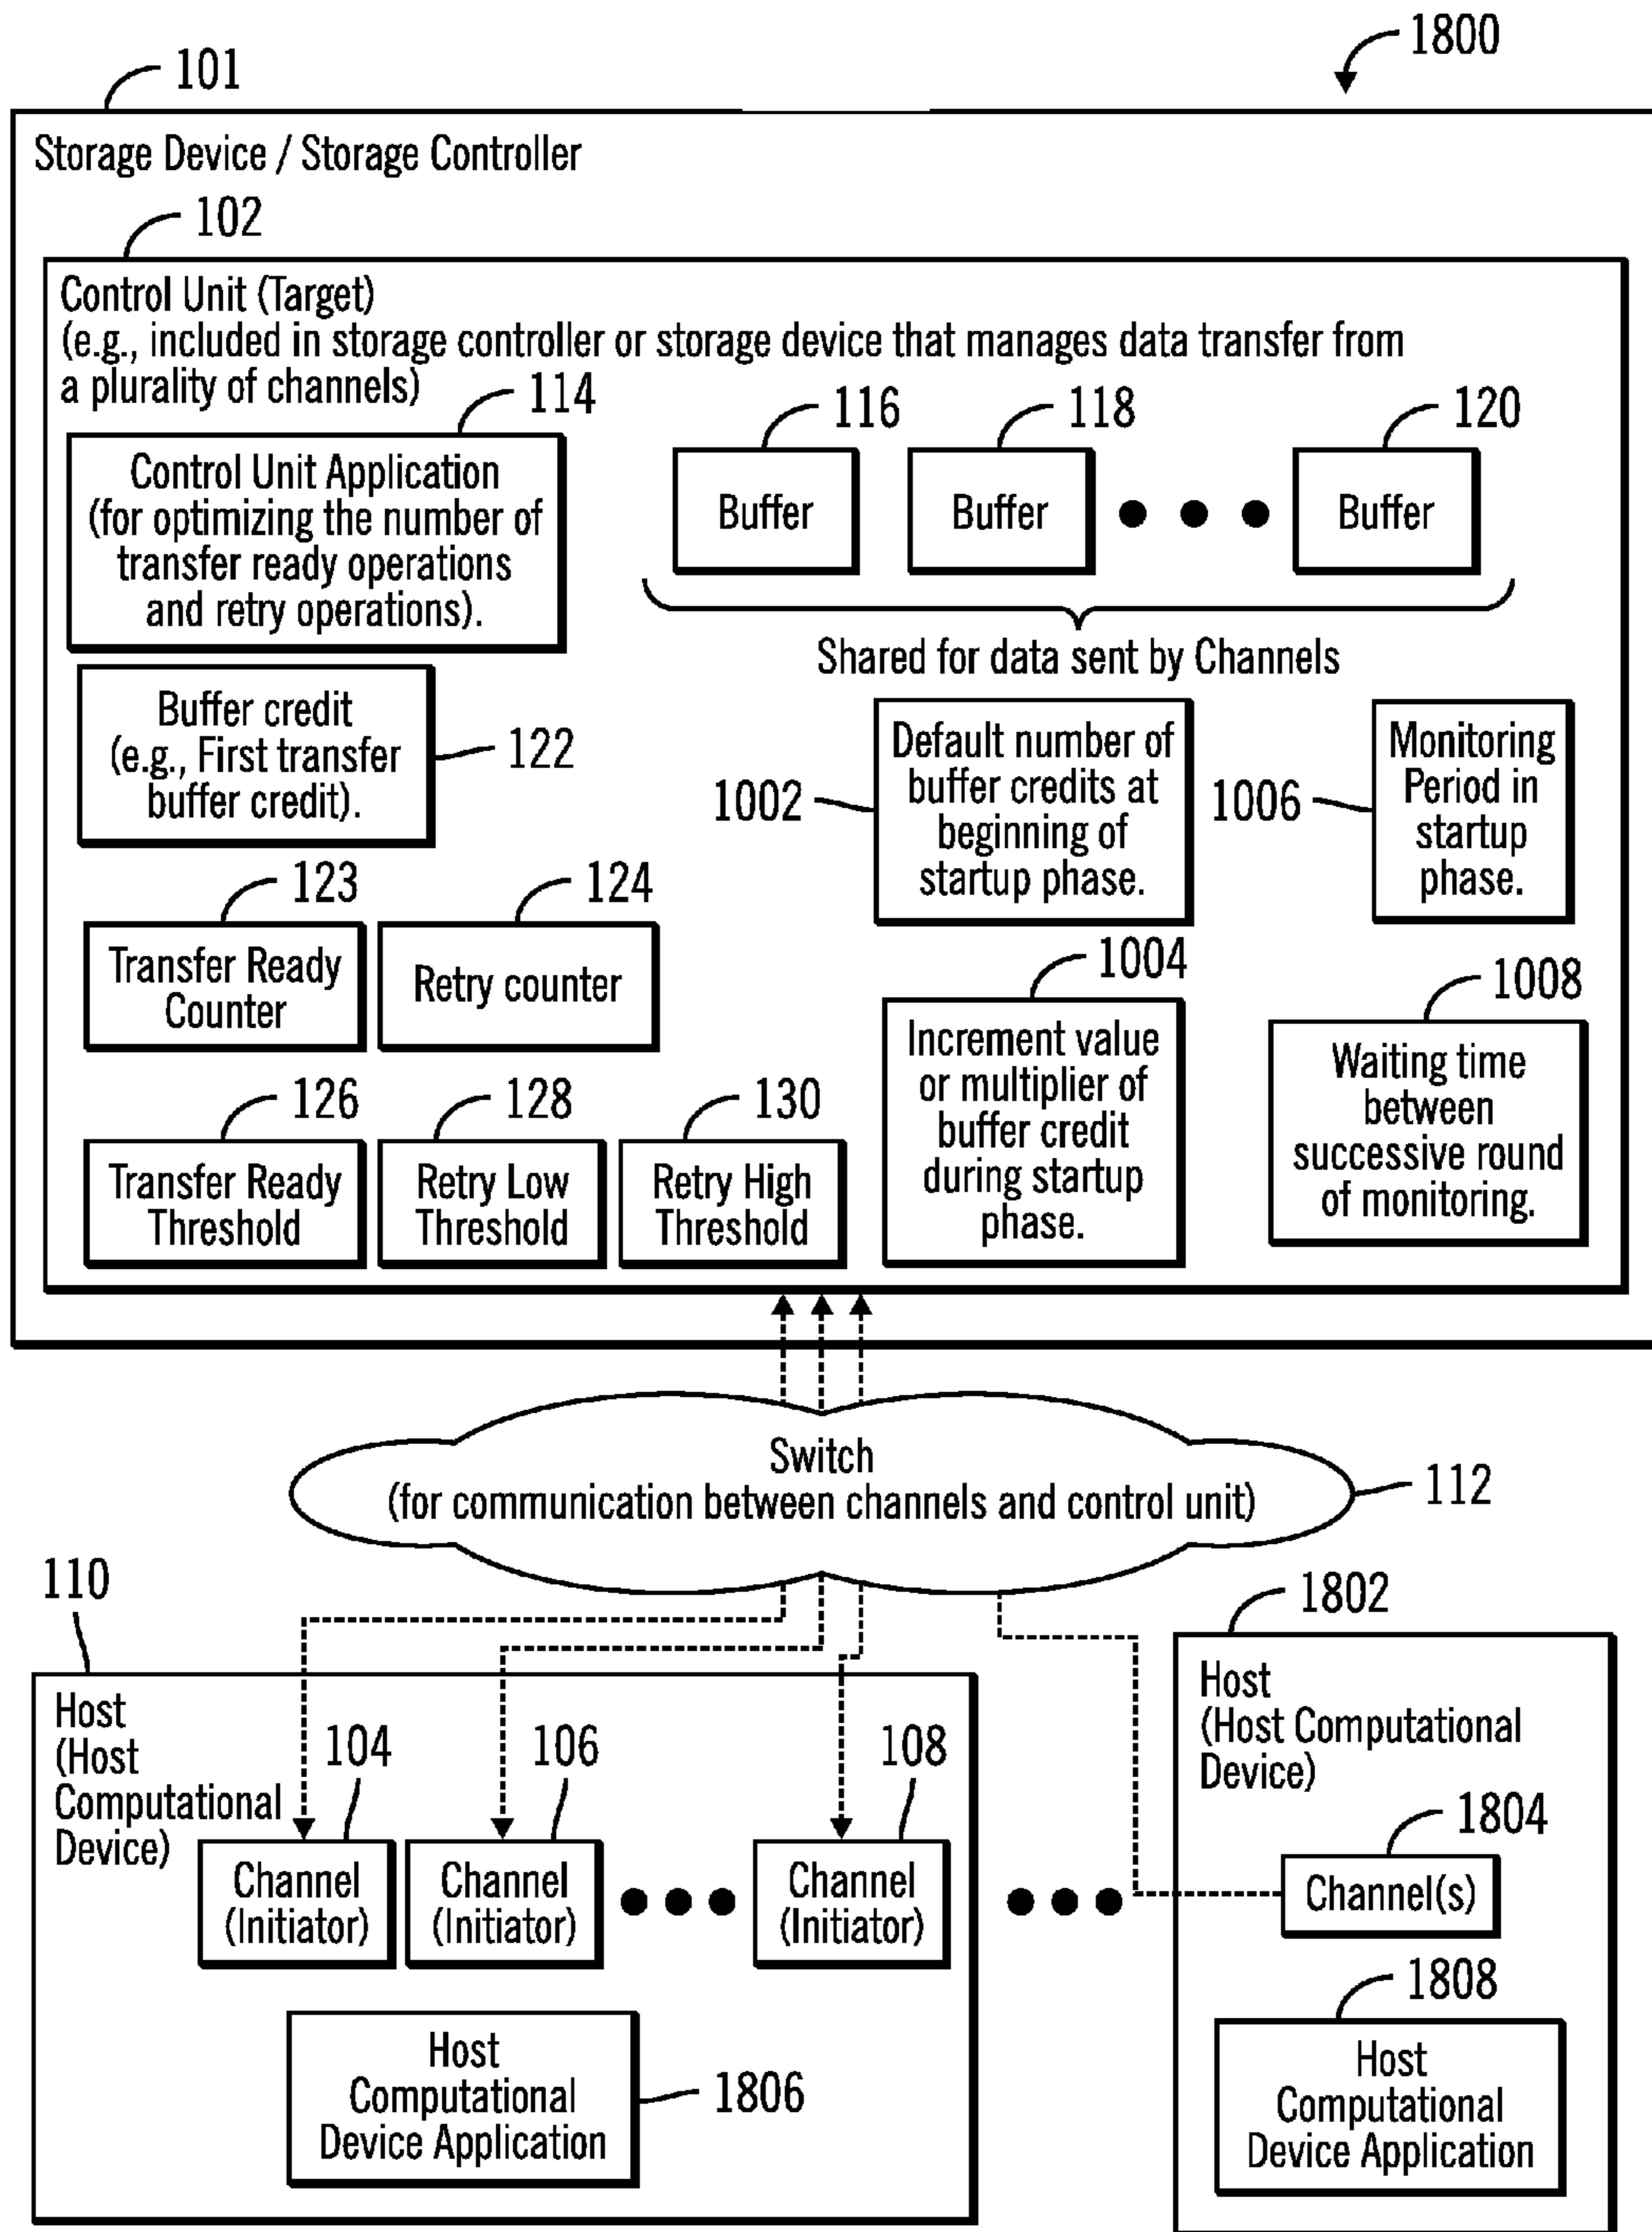 1800
101
Storage Device / Storage Controller
102
Control Unit (Target)
(e.g., included in storage controller or storage device that manages data transfer from
a plurality of channels)
114
116
118
120
Control Unit Application
(for optimizing the number of
transfer ready operations
and retry operations).
Buffer
Buffer
Buffer
Shared for data sent by Channels
Buffer credit
(e.g., First transfer
buffer credit).
122
1002
Default number of
buffer credits at
beginning of
startup phase.
1006
Monitoring
Period in
startup
phase.
123
Transfer Ready
Counter
124
Retry counter
1004
Increment value
or multiplier of
buffer credit
during startup
phase.
1008
Waiting time
between
successive round
of monitoring.
126
Transfer Ready
Threshold
128
Retry Low
Threshold
130
Retry High
Threshold
Switch
(for communication between channels and control unit)
112
110
Host
(Host
Computational
Device)
104
Channel
(Initiator)
106
Channel
(Initiator)
108
Channel
(Initiator)
Host
Computational
Device Application
1806
1802
Host
(Host Computational
Device)
1804
Channel(s)
1808
Host
Computational
Device Application